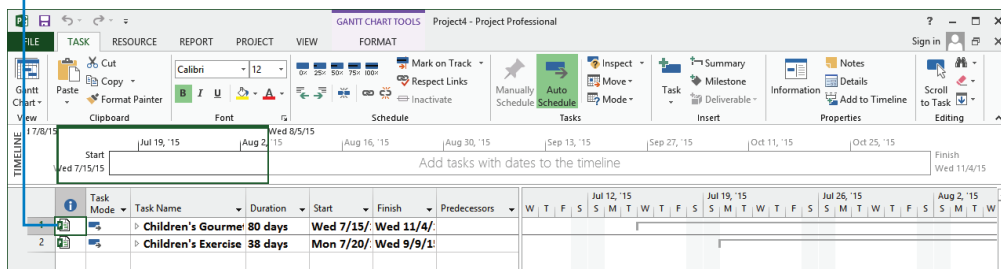 GANTT CHART TOOLS Project4 - Project Professional ?
FILE TASK RESOURCE REPORT PROJECT VIEW FORMAT Sign in
Gantt Chart
Paste
Cut
Copy
Format Painter
Calibri 12
B I U A
0% 25% 50% 75% 100%
Mark on Track
Respect Links
Inactivate
Manually Schedule
Auto Schedule
Inspect
Move
Mode
Task
Summary
Milestone
Deliverable
Information
Notes
Details
Add to Timeline
Scroll to Task
View Clipboard Font Schedule Tasks Insert Properties Editing
TIMELINE
7/8/15 Wed 8/5/15
Jul 19, '15 Aug 2, '15 Aug 16, '15 Aug 30, '15 Sep 13, '15 Sep 27, '15 Oct 11, '15 Oct 25, '15
Start
Wed 7/15/15
Add tasks with dates to the timeline
Finish
Wed 11/4/15
Task Mode Task Name Duration Start Finish Predecessors
Jul 12, '15 Jul 19, '15 Jul 26, '15 Aug 2, '15
W T F S S M T W T F S S M T W T F S S M T W T F S S M T W
1 Children's Gourme 80 days Wed 7/15/ Wed 11/4/
2 Children's Exercise 38 days Mon 7/20/ Wed 9/9/1